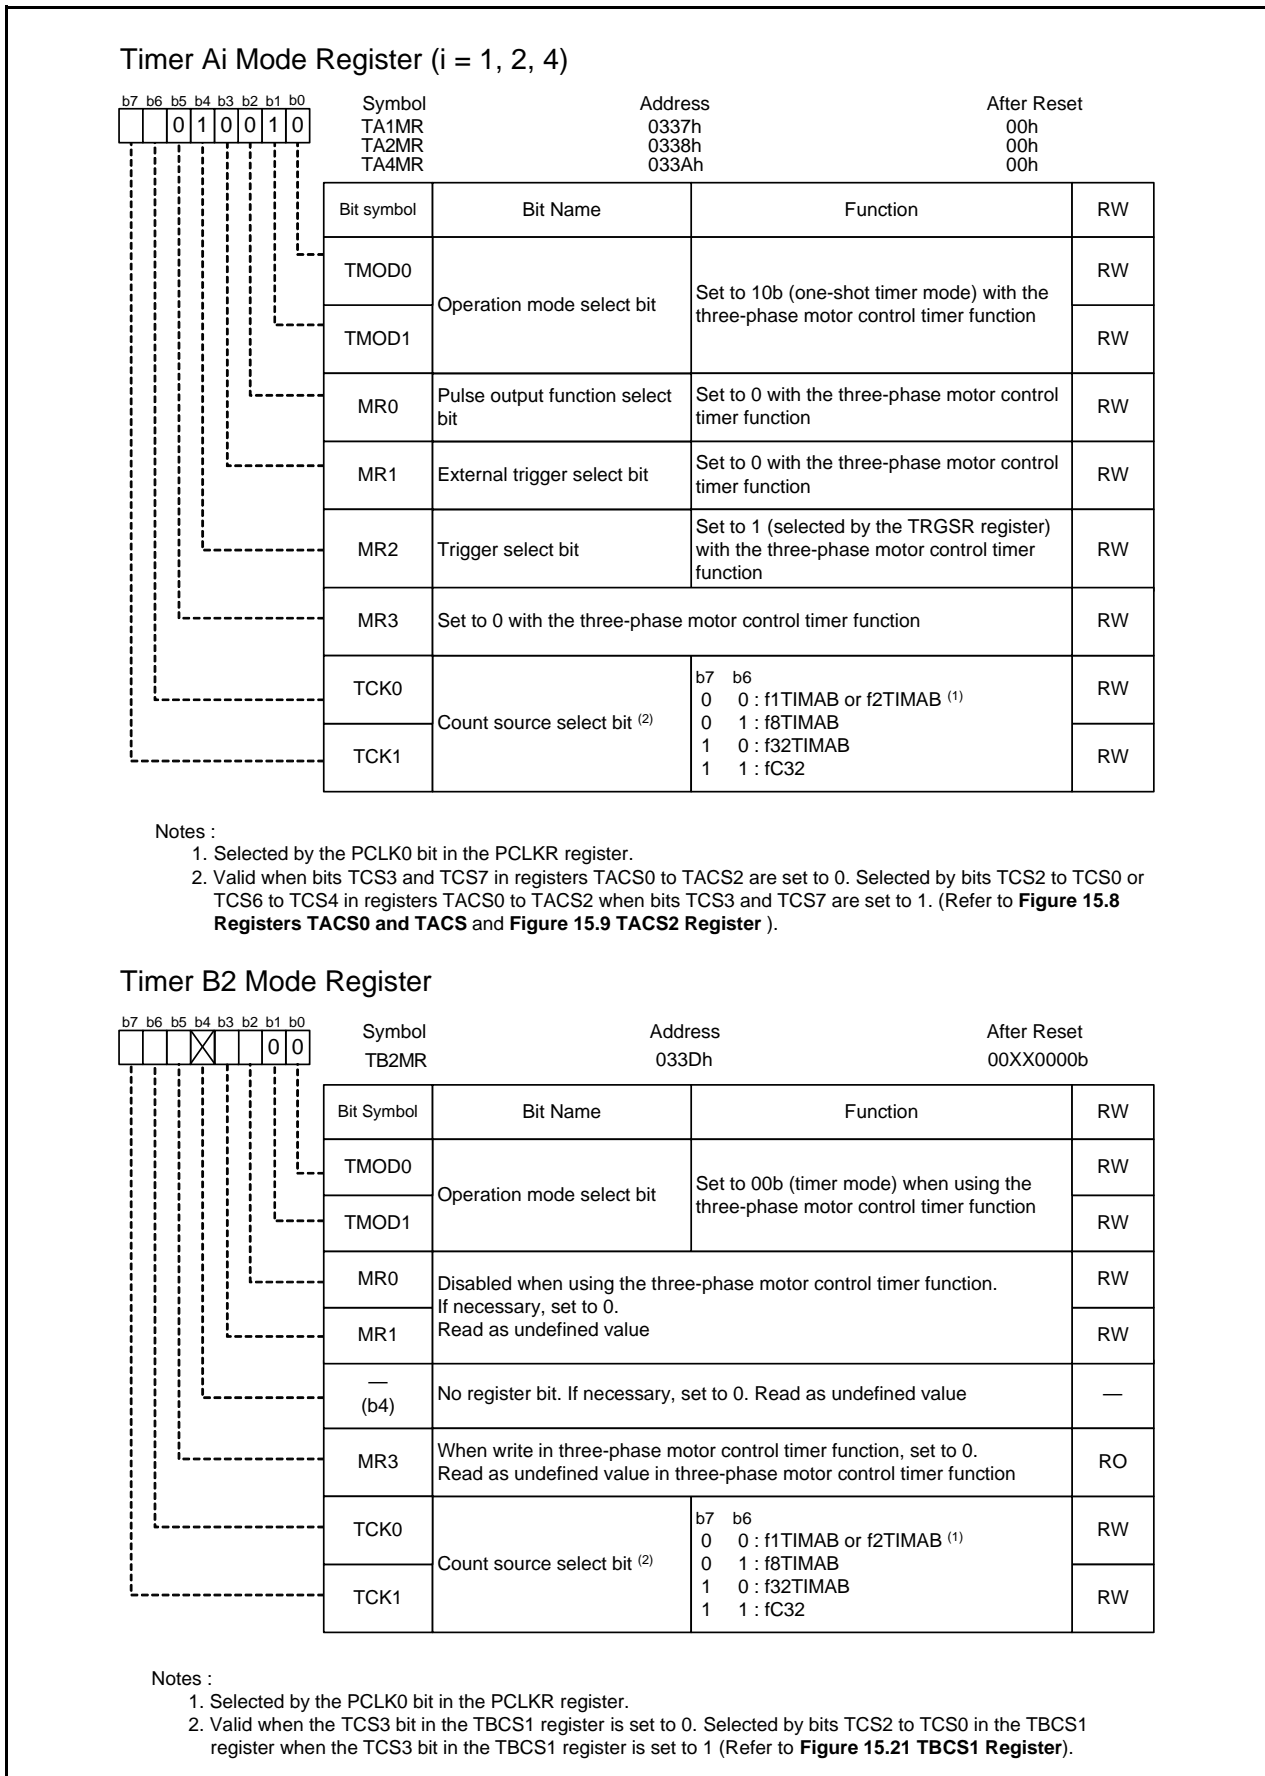 Timer Ai Mode Register (i = 1, 2, 4)
b7 b6 b5 b4 b3 b2 b1 b0
0 1 0 0 1 0
Symbol Address After Reset
TA1MR 0337h 00h
TA2MR 0338h 00h
TA4MR 033Ah 00h
Bit symbol Bit Name Function RW
TMOD0 RW
Operation mode select bit
Set to 10b (one-shot timer mode) with the
three-phase motor control timer function
TMOD1 RW
MR0 Pulse output function select
bit
Set to 0 with the three-phase motor control
timer function
RW
MR1 External trigger select bit
Set to 0 with the three-phase motor control
timer function
RW
MR2 Trigger select bit
Set to 1 (selected by the TRGSR register)
with the three-phase motor control timer
function
RW
MR3 Set to 0 with the three-phase motor control timer function RW
TCK0 RW
Count source select bit (2)
b7 b6
0 0 : f1TIMAB or f2TIMAB (1)
0 1 : f8TIMAB
1 0 : f32TIMAB
1 1 : fC32
TCK1 RW
Notes :
1. Selected by the PCLK0 bit in the PCLKR register.
2. Valid when bits TCS3 and TCS7 in registers TACS0 to TACS2 are set to 0. Selected by bits TCS2 to TCS0 or
TCS6 to TCS4 in registers TACS0 to TACS2 when bits TCS3 and TCS7 are set to 1. (Refer to Figure 15.8
Registers TACS0 and TACS and Figure 15.9 TACS2 Register ).
Timer B2 Mode Register
b7 b6 b5 b4 b3 b2 b1 b0
0 0
Symbol Address After Reset
TB2MR 033Dh 00XX0000b
Bit Symbol Bit Name Function RW
TMOD0 RW
Operation mode select bit
Set to 00b (timer mode) when using the
three-phase motor control timer function
TMOD1 RW
MR0 RW
Disabled when using the three-phase motor control timer function.
If necessary, set to 0.
Read as undefined value
MR1 RW
—
(b4)
No register bit. If necessary, set to 0. Read as undefined value —
MR3
When write in three-phase motor control timer function, set to 0.
Read as undefined value in three-phase motor control timer function
RO
TCK0 RW
Count source select bit (2)
b7 b6
0 0 : f1TIMAB or f2TIMAB (1)
0 1 : f8TIMAB
1 0 : f32TIMAB
1 1 : fC32
TCK1 RW
Notes :
1. Selected by the PCLK0 bit in the PCLKR register.
2. Valid when the TCS3 bit in the TBCS1 register is set to 0. Selected by bits TCS2 to TCS0 in the TBCS1
register when the TCS3 bit in the TBCS1 register is set to 1 (Refer to Figure 15.21 TBCS1 Register).